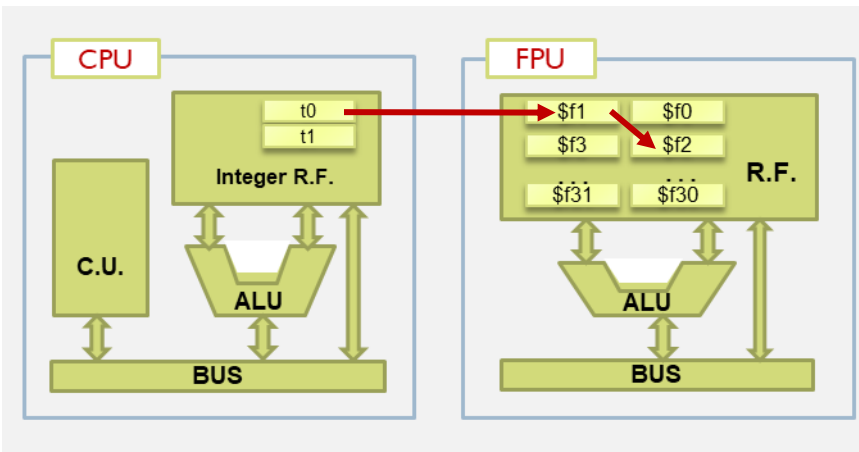 CPU
t0
t1
Integer R.F.
C.U.
ALU
BUS
FPU
$f1 $f0
$f3 $f2
... ...
$f31 $f30
R.F.
ALU
BUS